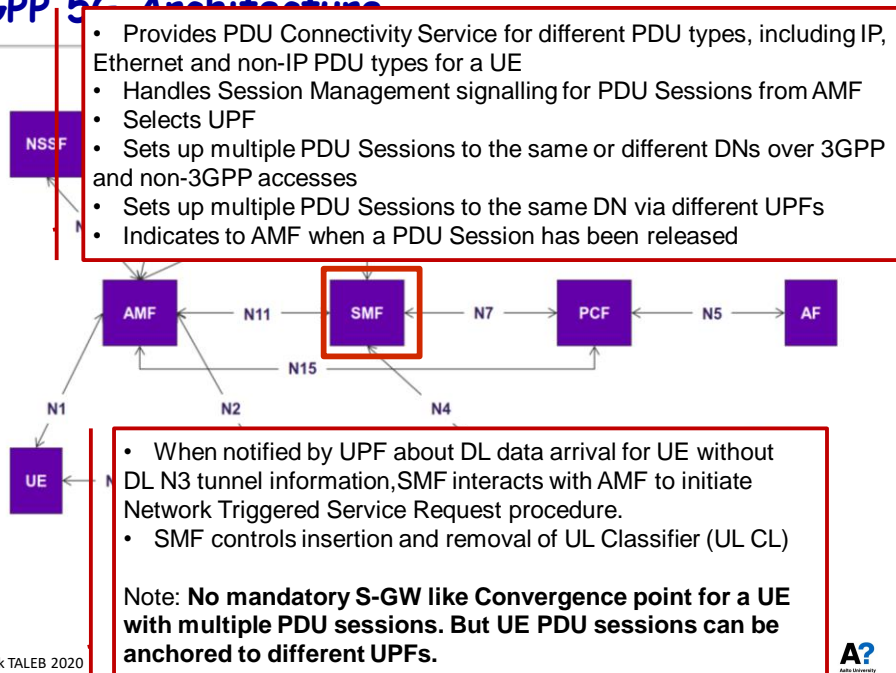 • Provides PDU Connectivity Service for different PDU types, including IP,
Ethernet and non-IP PDU types for a UE
• Handles Session Management signalling for PDU Sessions from AMF
• Selects UPF
• Sets up multiple PDU Sessions to the same or different DNs over 3GPP
and non-3GPP accesses
• Sets up multiple PDU Sessions to the same DN via different UPFs
• Indicates to AMF when a PDU Session has been released
NSSF
AMF
N11
SMF
N7
PCF
N5
AF
N15
N1
N2
N4
UE
• When notified by UPF about DL data arrival for UE without
DL N3 tunnel information,SMF interacts with AMF to initiate
Network Triggered Service Request procedure.
• SMF controls insertion and removal of UL Classifier (UL CL)
Note: No mandatory S-GW like Convergence point for a UE
with multiple PDU sessions. But UE PDU sessions can be
anchored to different UPFs.
TALEB 2020
A?
Aalto University